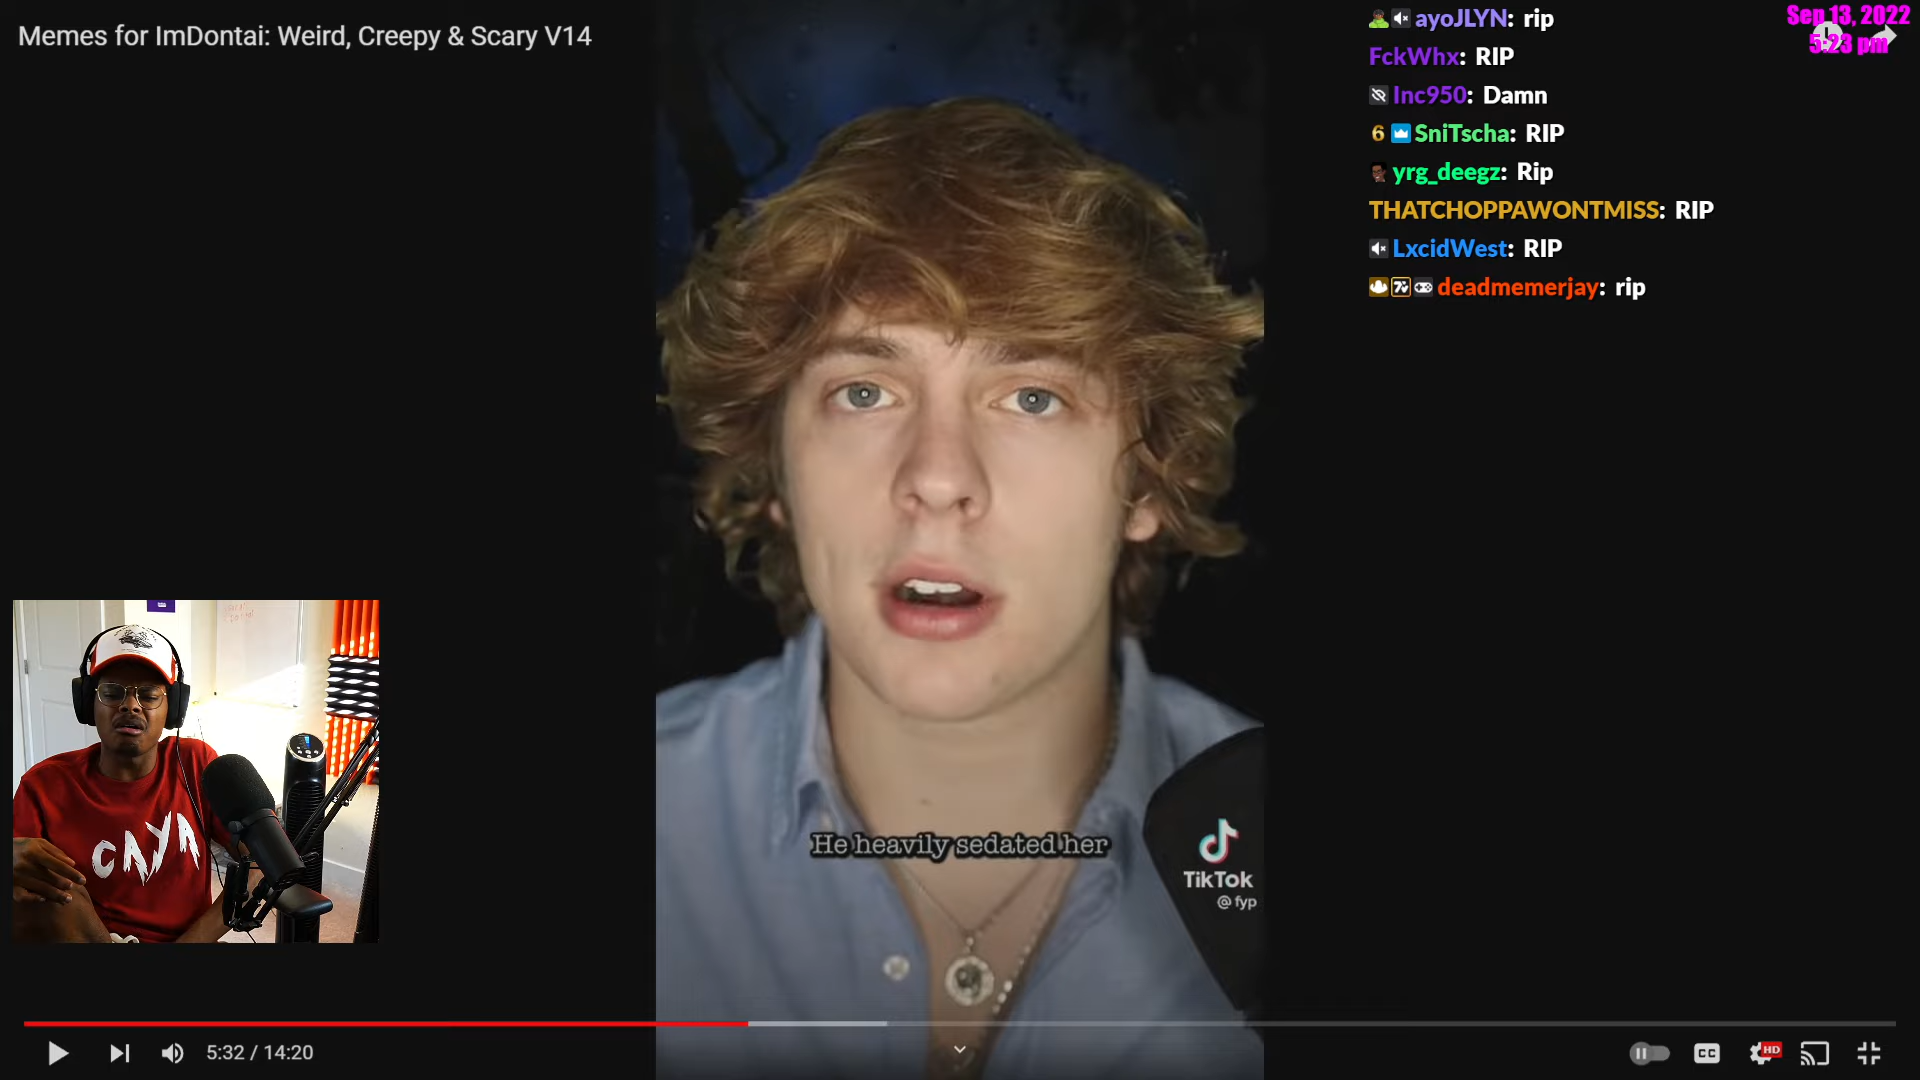 Memes for ImDontai: Weird, Creepy & Scary V14
ayoJLYN: rip
FckWhx: RIP
Inc950: Damn
6 SniTscha: RIP
yrg_deegz: Rip
THATCHOPPAWONTMISS: RIP
LxcidWest: RIP
deadmemerjay: rip
Sep 13, 2022
5:23 pm
CAYA
He heavily sedated her
TikTok
@fyp
5:32 / 14:20
CC
HD